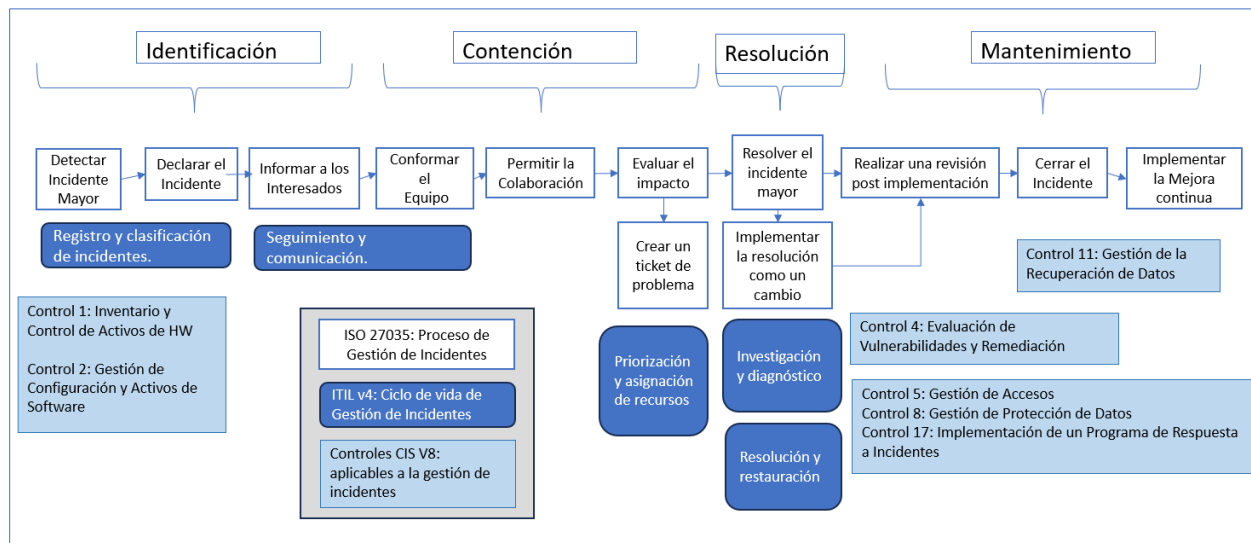 Identificación
Contención
Resolución
Mantenimiento
Detectar
Incidente
Mayor
Declarar el
Incidente
Informar a los
Interesados
Conformar
el
Equipo
Permitir la
Colaboración
Evaluar el
impacto
Resolver el
incidente
mayor
Realizar una revisión
post implementación
Cerrar el
Incidente
Implementar
la Mejora
continua
Registro y clasificación
de incidentes.
Seguimiento y
comunicación.
Crear un
ticket de
problema
Implementar
la resolución
como un
cambio
Control 11: Gestión de la
Recuperación de Datos
Control 1: Inventario y
Control de Activos de HW
Control 2: Gestión de
Configuración y Activos de
Software
ISO 27035: Proceso de
Gestión de Incidentes
ITIL v4: Ciclo de vida de
Gestión de Incidentes
Controles CIS V8:
aplicables a la gestión de
incidentes
Priorización
y asignación
de recursos
Investigación
y diagnóstico
Resolución y
restauración
Control 4: Evaluación de
Vulnerabilidades y Remediación
Control 5: Gestión de Accesos
Control 8: Gestión de Protección de Datos
Control 17: Implementación de un Programa de Respuesta
a Incidentes